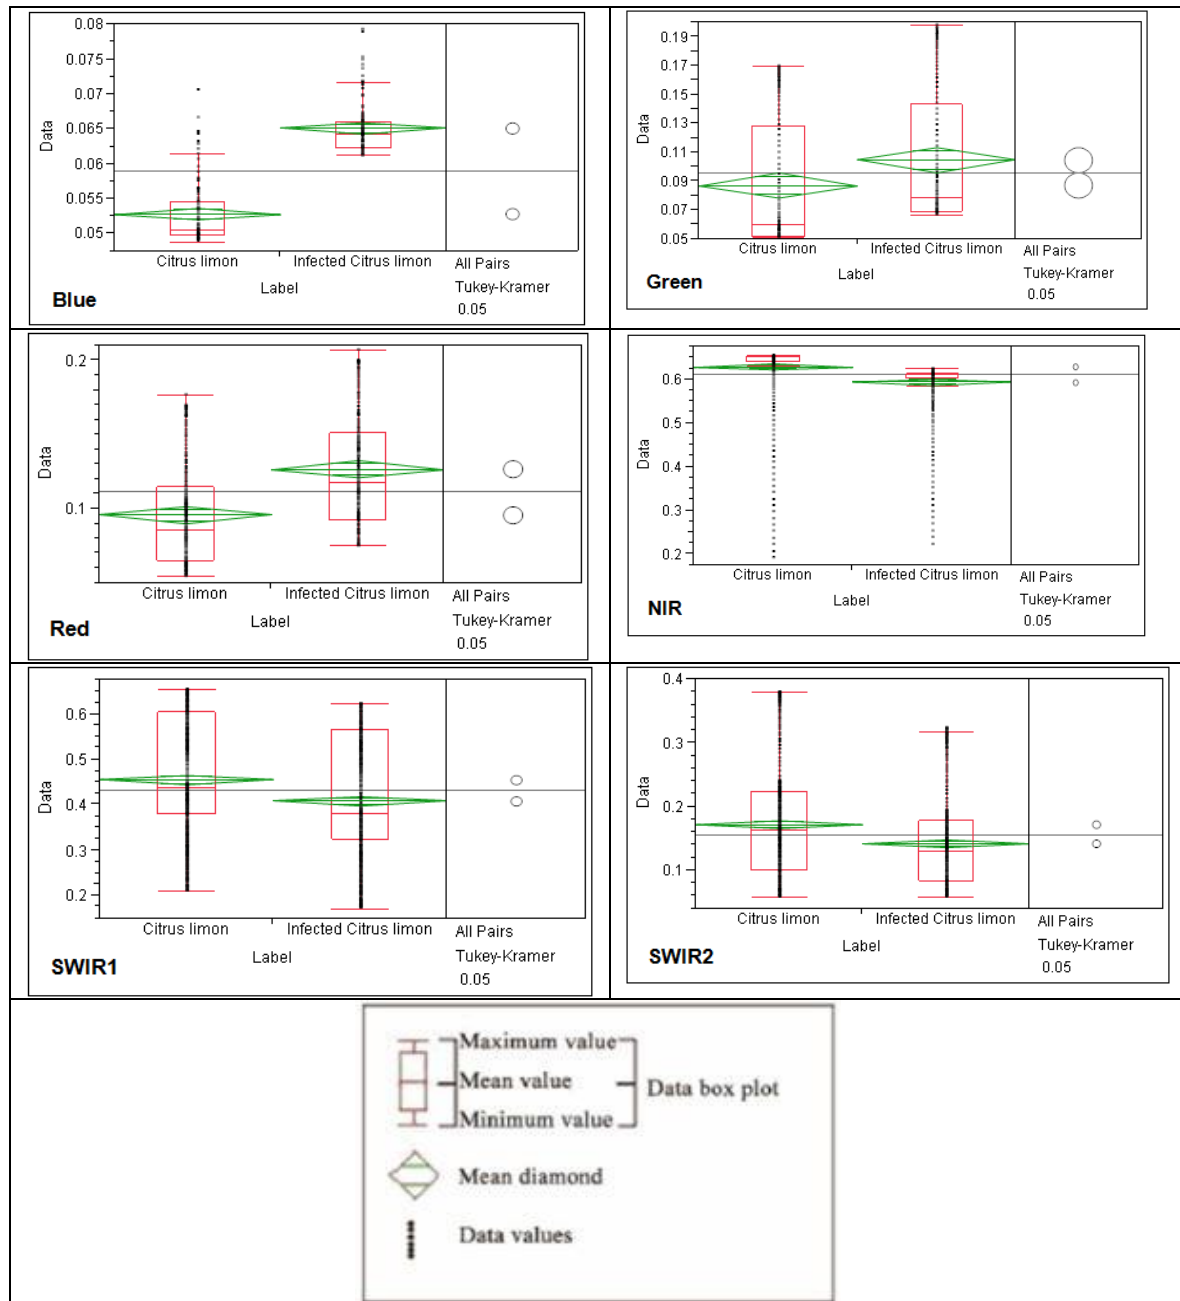 0.08
0.075
0.07
0.065
0.06
0.055
0.05
Data
Citrus limon
Infected Citrus limon
All Pairs
Tukey-Kramer
0.05
Label
Blue
0.19
0.17
0.15
0.13
0.11
0.09
0.07
0.05
Data
Citrus limon
Infected Citrus limon
All Pairs
Tukey-Kramer
0.05
Label
Green
0.2
0.1
Data
Citrus limon
Infected Citrus limon
All Pairs
Tukey-Kramer
0.05
Label
Red
0.6
0.5
0.4
0.3
0.2
Data
Citrus limon
Infected Citrus limon
All Pairs
Tukey-Kramer
0.05
Label
NIR
0.6
0.5
0.4
0.3
0.2
Data
Citrus limon
Infected Citrus limon
All Pairs
Tukey-Kramer
0.05
Label
SWIR1
0.4
0.3
0.2
0.1
Data
Citrus limon
Infected Citrus limon
All Pairs
Tukey-Kramer
0.05
Label
SWIR2
Maximum value
Mean value
Minimum value
Data box plot
Mean diamond
Data values